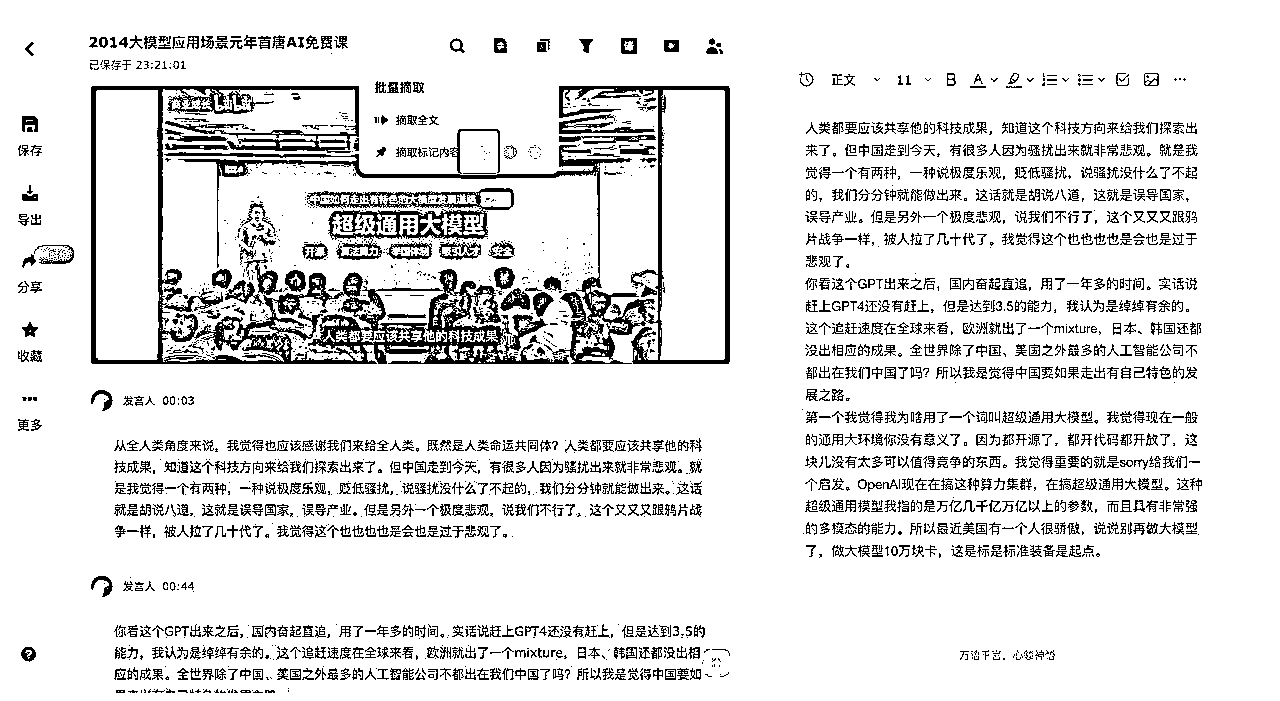 2014大模型应用场景元年首唐AI免费课
已保存于 23:21:01
保存
导出
分享
收藏
更多
批量摘取
摘取全文
摘取标记内容
超级通用大模型
人类都要应该共享他的科技成果
发言人 00:03
从全人类角度来说，我觉得也应该感谢我们来给全人类。既然是人类命运共同体？人类都要应该共享他的科
技成果，知道这个科技方向来给我们探索出来了。但中国走到今天，有很多人因为骚扰出来就非常悲观。就
是我觉得一个有两种，一种说极度乐观，贬低骚扰，说骚扰没什么了不起的，我们分分钟就能做出来。这话
就是胡说八道，这就是误导国家，误导产业。但是另外一个极度悲观，说我们不行了，这个又又又跟鸦片战
争一样，被人拉了几十代了。我觉得这个也也也也是会也是过于悲观了。
发言人 00:44
你看这个GPT出来之后，国内奋起直追，用了一年多的时间。实话说赶上GPT4还没有赶上，但是达到3.5的
能力，我认为是绰绰有余的。这个追赶速度在全球来看，欧洲就出了一个mixture，日本、韩国还都没出相
应的成果。全世界除了中国、美国之外最多的人工智能公司不都出在我们中国了吗？所以我是觉得中国要如
正文 11 B A
人类都要应该共享他的科技成果，知道这个科技方向来给我们探索出
来了。但中国走到今天，有很多人因为骚扰出来就非常悲观。就是我
觉得一个有两种，一种说极度乐观，贬低骚扰，说骚扰没什么了不起
的，我们分分钟就能做出来。这话就是胡说八道，这就是误导国家，
误导产业。但是另外一个极度悲观，说我们不行了，这个又又又跟鸦
片战争一样，被人拉了几十代了。我觉得这个也也也也是会也是过于
悲观了。
你看这个GPT出来之后，国内奋起直追，用了一年多的时间。实话说
赶上GPT4还没有赶上，但是达到3.5的能力，我认为是绰绰有余的。
这个追赶速度在全球来看，欧洲就出了一个mixture，日本、韩国还都
没出相应的成果。全世界除了中国、美国之外最多的人工智能公司不
都出在我们中国了吗？所以我是觉得中国要如果走出有自己特色的发
展之路。
第一个我觉得我为啥用了一个词叫超级通用大模型。我觉得现在一般
的通用大环境你没有意义了。因为都开源了，都开代码都开放了，这
块儿没有太多可以值得竞争的东西。我觉得重要的就是sorry给我们一
个启发。OpenAI现在在搞这种算力集群，在搞超级通用大模型。这种
超级通用模型我指的是万亿几千亿万亿以上的参数，而且具有非常强
的多模态的能力。所以最近美国有一个人很骄傲，说说别再做大模型
了，做大模型10万块卡，这是标是标准装备是起点。